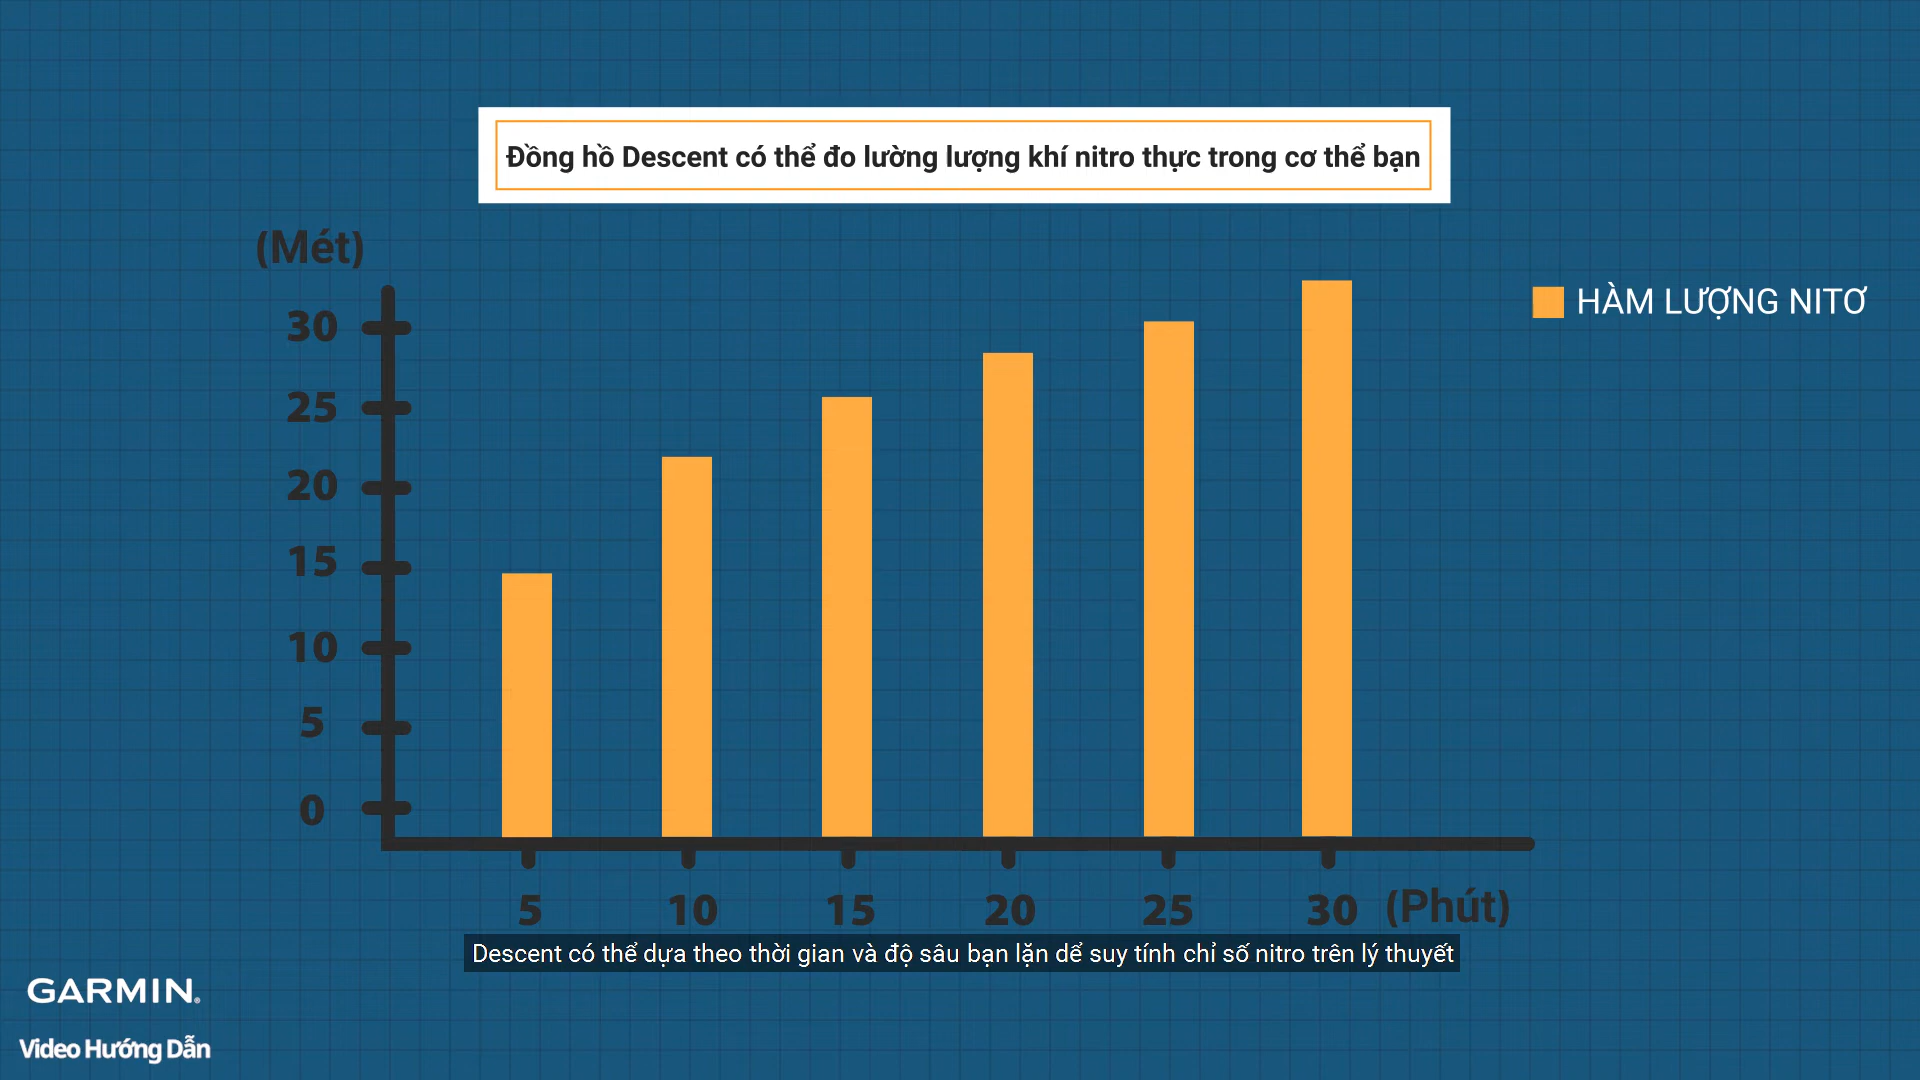 Đồng hồ Descent có thể đo lường lượng khí nitro thực trong cơ thể bạn
(Mét)
30
25
20
15
10
5
0
HÀM LƯỢNG NITƠ
5 10 15 20 25 30 (Phút)
Descent có thể dựa theo thời gian và độ sâu bạn lặn dể suy tính chỉ số nitro trên lý thuyết
GARMIN®
Video Hướng Dẫn